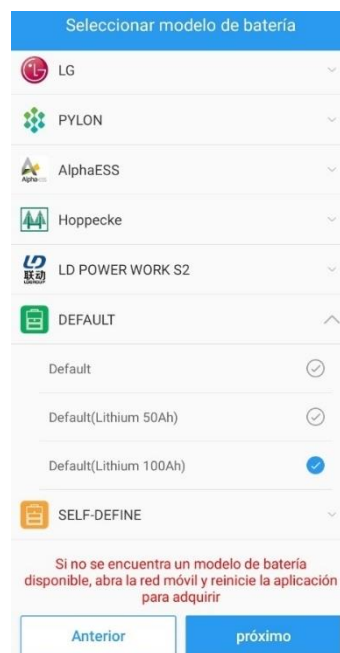 Seleccionar modelo de batería
LG
PYLON
AlphaESS
Hoppecke
LD POWER WORK S2
DEFAULT
Default
Default(Lithium 50Ah)
Default(Lithium 100Ah)
SELF-DEFINE
Si no se encuentra un modelo de batería
disponible, abra la red móvil y reinicie la aplicación
para adquirir
Anterior
próximo